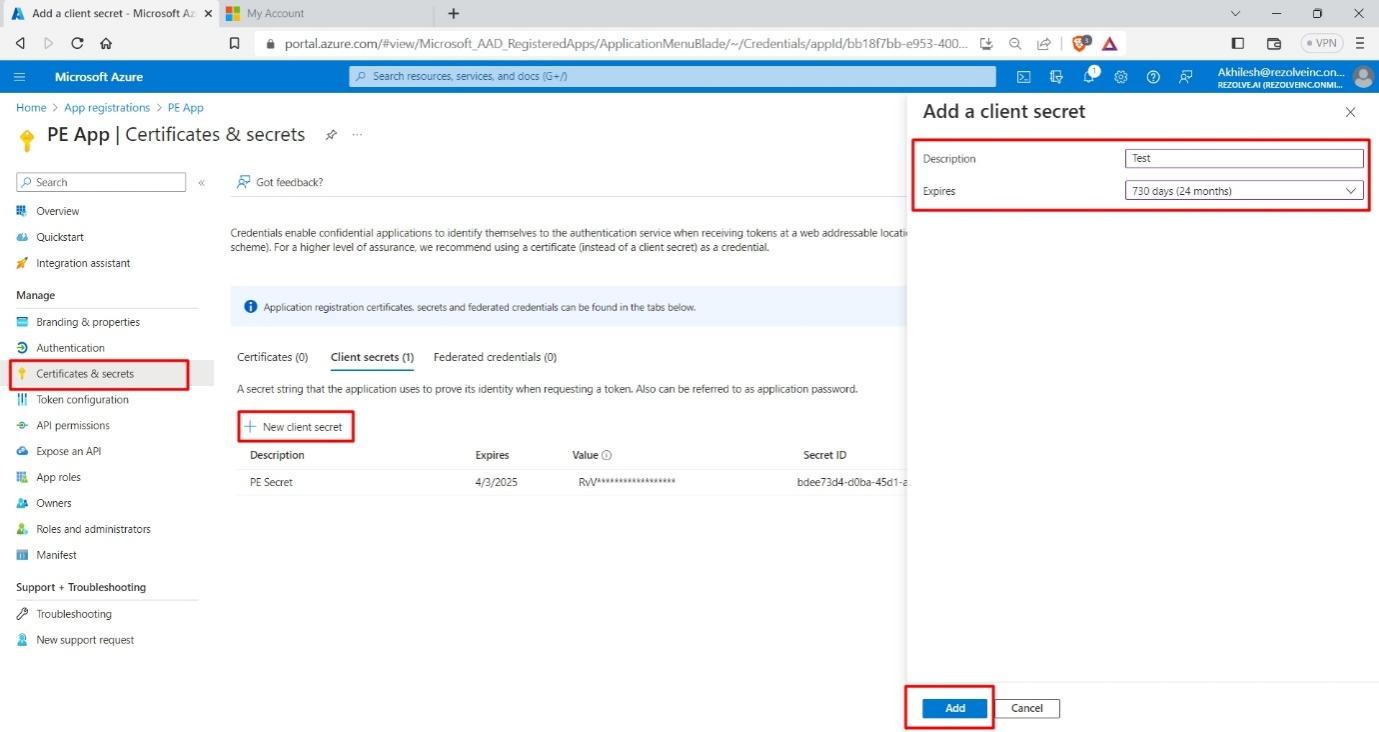 Add a client secret - Microsoft Az
My Account
portal.azure.com/#view/Microsoft_AAD_RegisteredApps/ApplicationMenuBlade/~/Credentials/appId/bb18f7bb-e953-400...
3
VPN
Microsoft Azure
Search resources, services, and docs (G+/)
1
Akhilesh@rezolveinc.on...
REZOLVE.AI (REZOLVEINC.ONMI...
Home > App registrations > PE App
PE App | Certificates & secrets
...
Search
«
Overview
Quickstart
Integration assistant
Manage
Branding & properties
Authentication
Certificates & secrets
Token configuration
API permissions
Expose an API
App roles
Owners
Roles and administrators
Manifest
Support + Troubleshooting
Troubleshooting
New support request
Got feedback?
Credentials enable confidential applications to identify themselves to the authentication service when receiving tokens at a web addressable locati
scheme). For a higher level of assurance, we recommend using a certificate (instead of a client secret) as a credential.
Application registration certificates, secrets and federated credentials can be found in the tabs below.
Certificates (0) Client secrets (1) Federated credentials (0)
A secret string that the application uses to prove its identity when requesting a token. Also can be referred to as application password.
+ New client secret
Description Expires Value Secret ID
PE Secret 4/3/2025 RvV****************** bdee73d4-d0ba-45d1-a
Add a client secret
Description Test
Expires 730 days (24 months)
Add Cancel